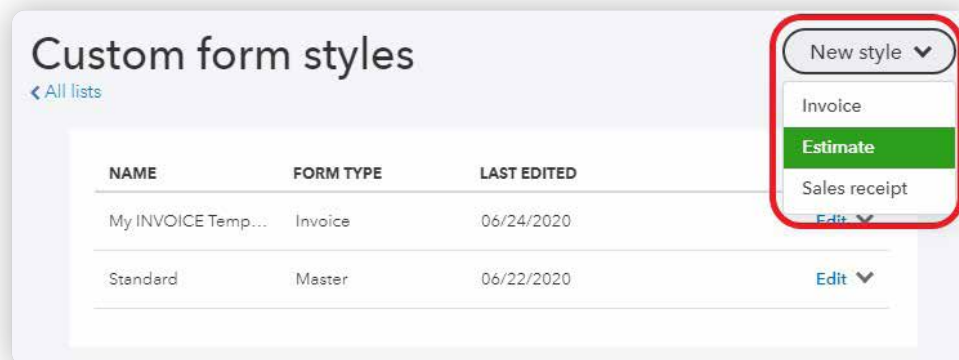 Custom form styles
New style
All lists
Invoice
Estimate
Sales receipt
NAME FORM TYPE LAST EDITED
My INVOICE Temp... Invoice 06/24/2020 Edit
Standard Master 06/22/2020 Edit